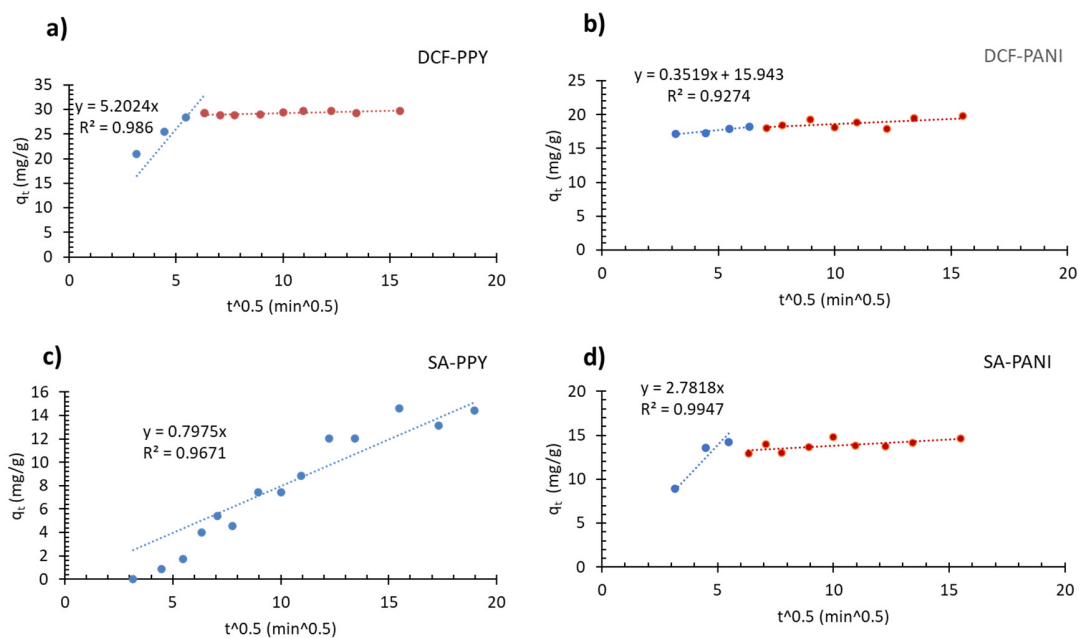 a)
DCF-PPY
y = 5.2024x
R² = 0.986
35
30
25
20
15
10
5
0
qt (mg/g)
0 5 10 15 20
t^0.5 (min^0.5)
b)
DCF-PANI
y = 0.3519x + 15.943
R² = 0.9274
25
20
15
10
5
0
qt (mg/g)
0 5 10 15 20
t^0.5 (min^0.5)
c)
SA-PPY
y = 0.7975x
R² = 0.9671
16
14
12
10
8
6
4
2
0
qt (mg/g)
0 5 10 15 20
t^0.5 (min^0.5)
d)
SA-PANI
y = 2.7818x
R² = 0.9947
20
15
10
5
0
qt (mg/g)
0 5 10 15 20
t^0.5 (min^0.5)